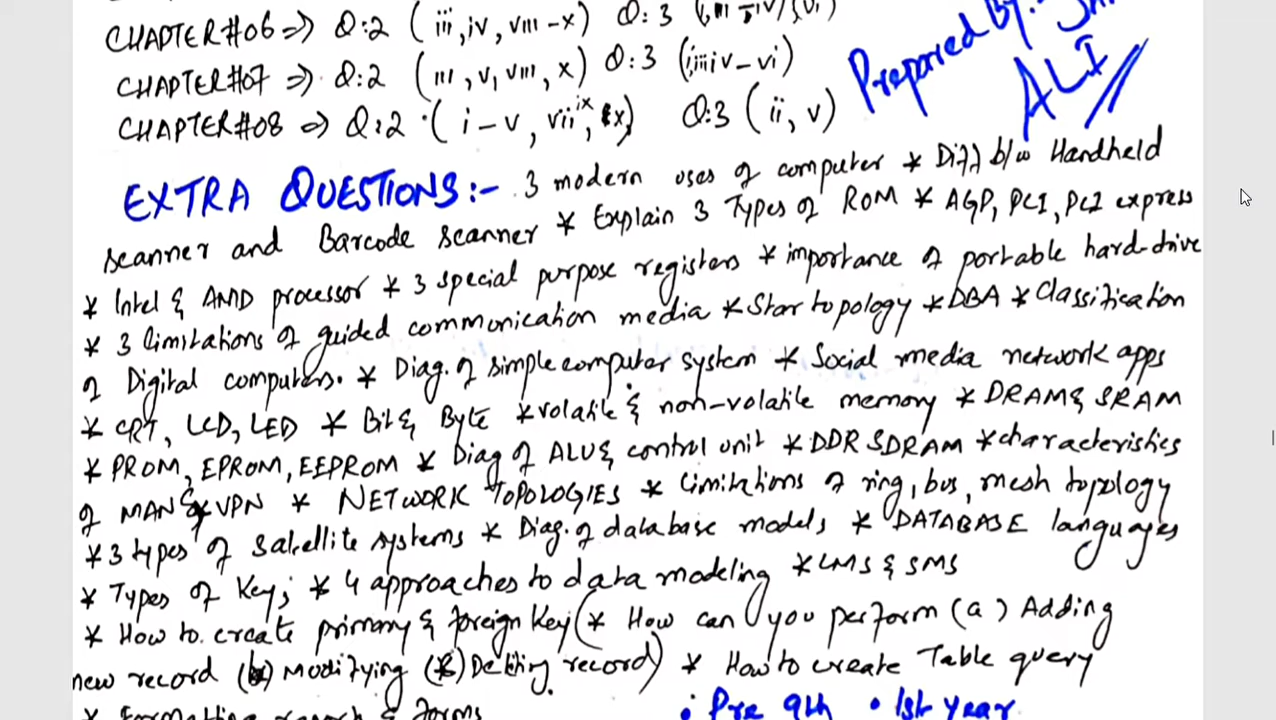 CHAPTER#06 => Q:2 ( iii, iv, viii - x) Q: 3
CHAPTER#07 => Q:2 ( iii, v, viii, x) Q:3 (i,iiiv-vi)
CHAPTER#08 => Q:2 ( i-v, vii, ix, x) Q:3 ( ii, v)
Prepared By:
ALI
EXTRA QUESTIONS:- 3 modern uses of computer * Diff b/w Handheld
scanner and Barcode scanner * Explain 3 Types of ROM * AGP, PCI, PCI express
* Intel & AMD processor * 3 special purpose registers * importance of portable hard-drive
* 3 limitations of guided communication media * Star topology * DBA * Classification
of Digital computers. * Diag. of simple computer system * Social media network apps
* CRT, LCD, LED * Bit & Byte * volatile & non-volatile memory * DRAM & SRAM
* PROM, EPROM, EEPROM * Diag of ALU & control unit * DDR SDRAM * characteristics
of MAN & VPN * NETWORK TOPOLOGIES * Limitations of ring, bus, mesh topology
* 3 types of Satellite systems * Diag. of database models * DATABASE languages
* Types of Key; * 4 approaches to data modeling * LMS & SMS
* How to create primary & foreign Key (* How can you perform (a) Adding
new record (b) Modifying (c) Deleting record) * How to create Table query
* Formatting & Forms
• Pre 9th • 1st year